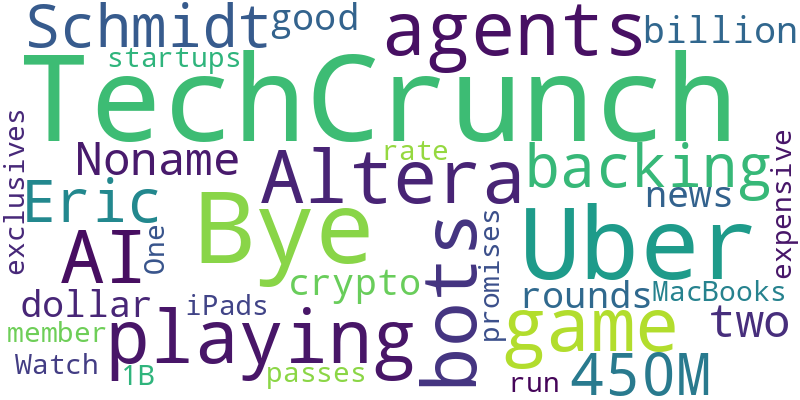 Schmidt
good
agents
billion
startups
TechCrunch
exclusives
Noname
rate
Altera
backing
expensive
Eric
Bye
news
AI
One
bots
promises
Uber
crypto
rounds
MacBooks
dollar
iPads
member
playing
game
two
Watch
1B
passes
run
450M